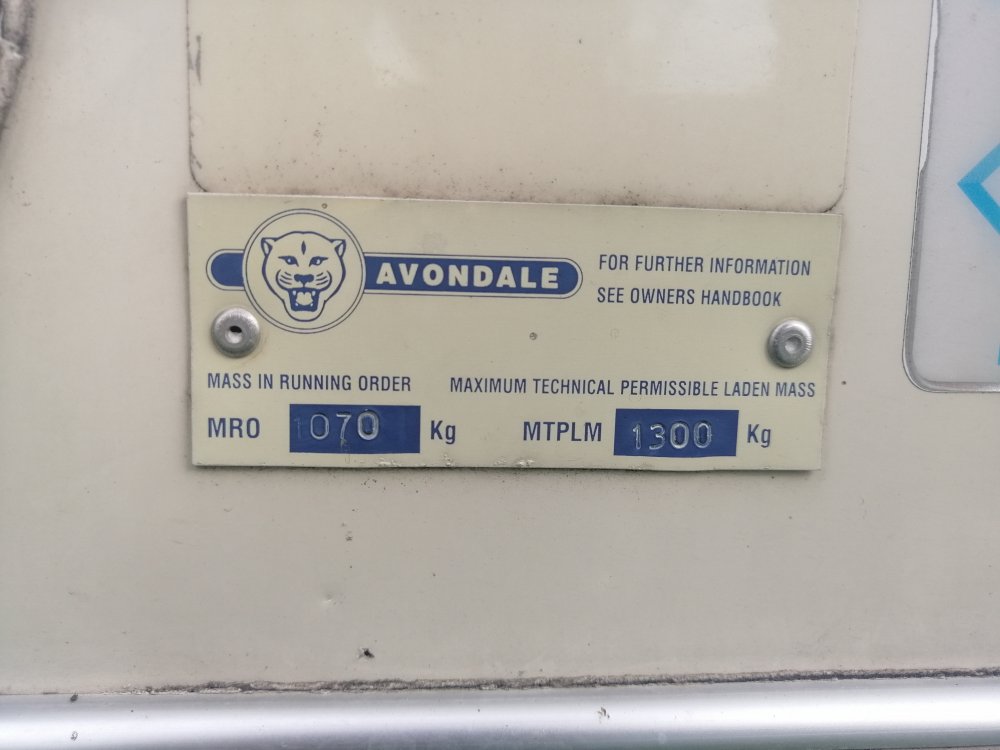 AVONDALE
FOR FURTHER INFORMATION
SEE OWNERS HANDBOOK
MASS IN RUNNING ORDER MAXIMUM TECHNICAL PERMISSIBLE LADEN MASS
MRO 1070 Kg MTPLM 1300 Kg